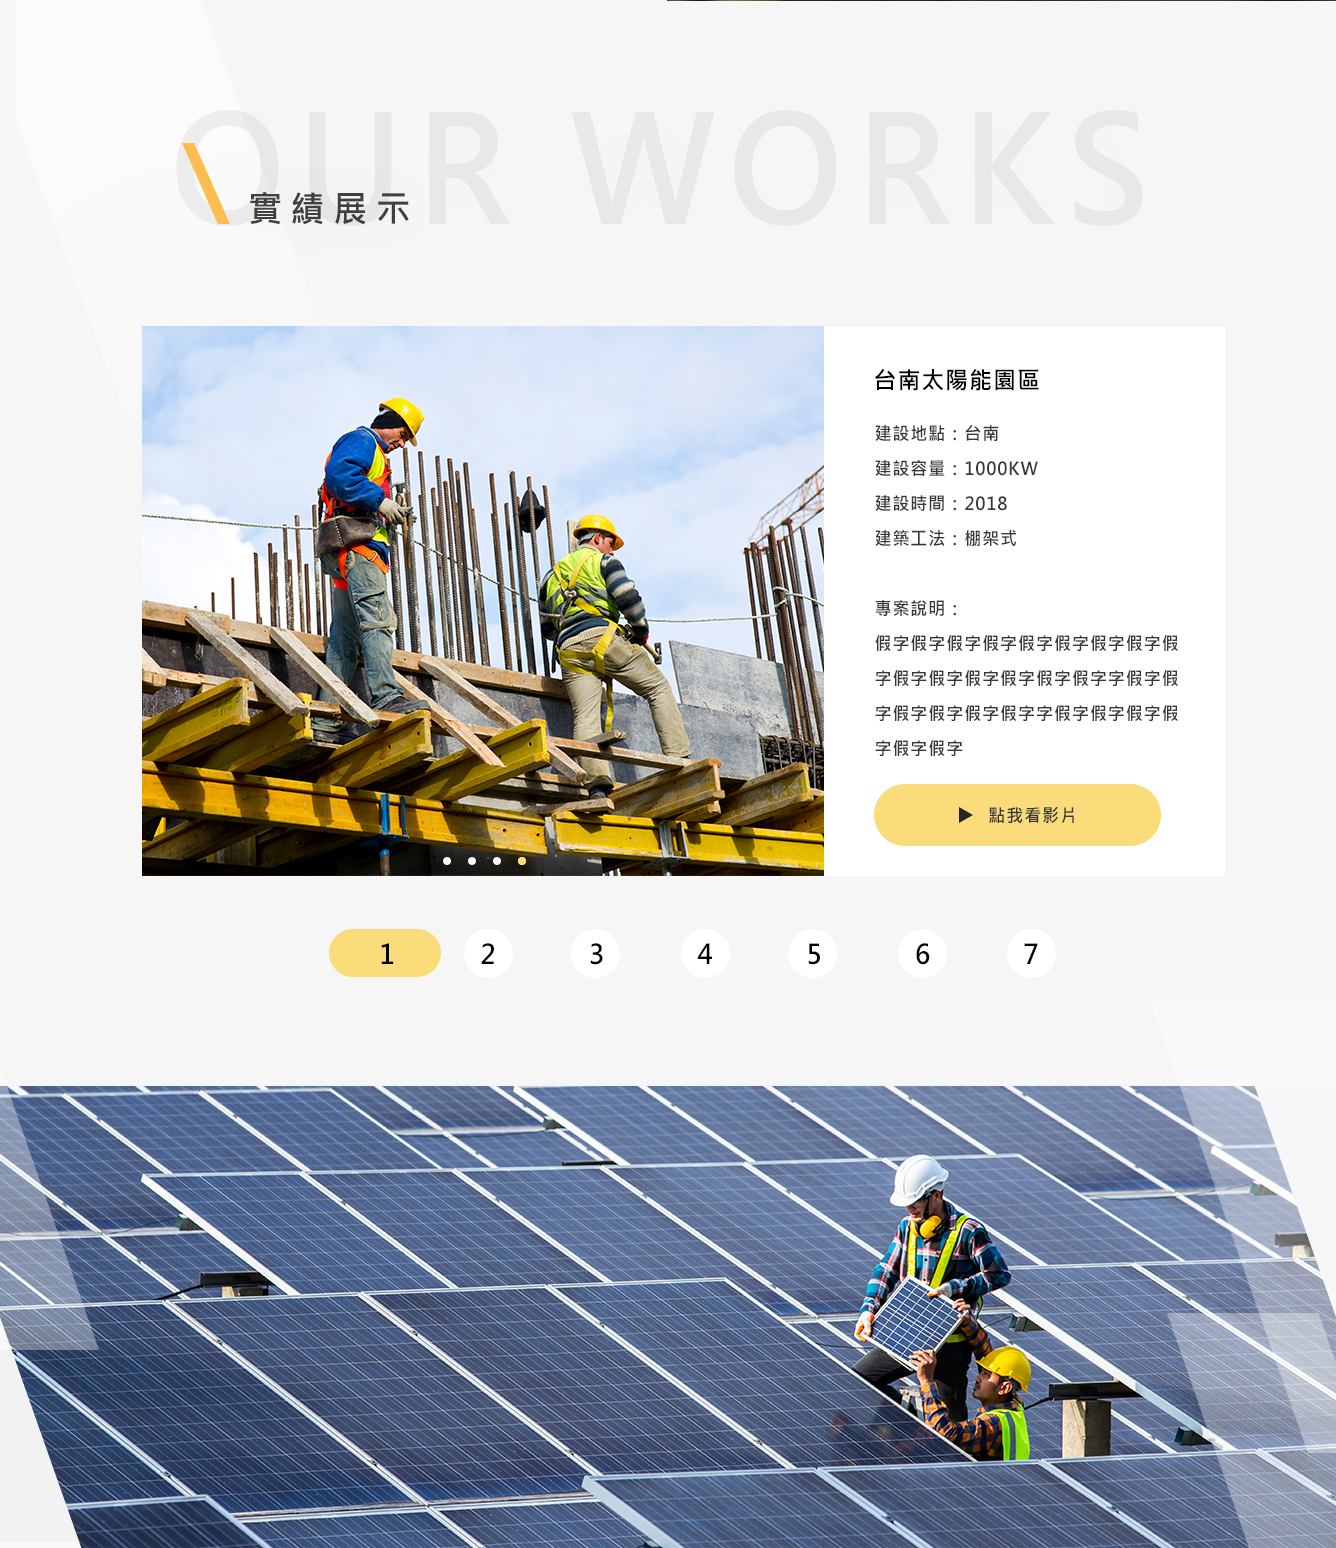 OUR WORKS
實績展示
台南太陽能園區
建設地點：台南
建設容量：1000KW
建設時間：2018
建築工法：棚架式
專案說明：
假字假字假字假字假字假字假字假字假
字假字假字假字假字假字假字字假字假
字假字假字假字假字字假字假字假字假
字假字假字
點我看影片
1 2 3 4 5 6 7